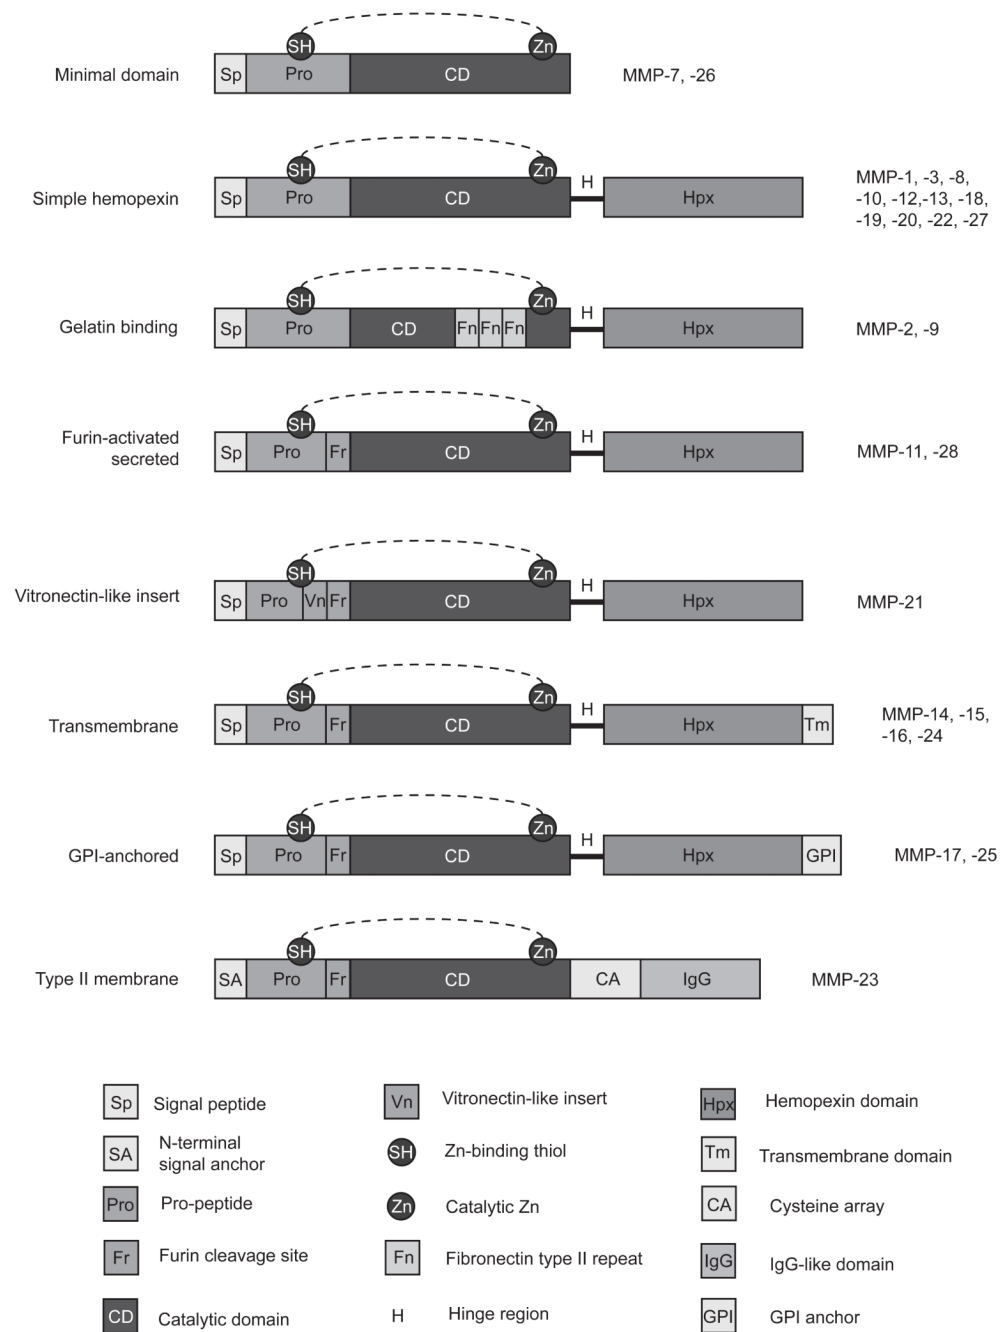 SH Zn
Minimal domain Sp Pro CD MMP-7, -26
SH Zn
H
Simple hemopexin Sp Pro CD Hpx
MMP-1, -3, -8,
-10, -12,-13, -18,
-19, -20, -22, -27
SH Zn
H
Gelatin binding Sp Pro CD Fn Fn Fn Hpx MMP-2, -9
SH Zn
H
Furin-activated
secreted
Sp Pro Fr CD Hpx MMP-11, -28
SH Zn
H
Vitronectin-like insert Sp Pro Vn Fr CD Hpx MMP-21
SH Zn
H
Transmembrane Sp Pro Fr CD Hpx Tm
MMP-14, -15,
-16, -24
SH Zn
H
GPI-anchored Sp Pro Fr CD Hpx GPI MMP-17, -25
SH Zn
Type II membrane SA Pro Fr CD CA IgG MMP-23
Sp Signal peptide
SA N-terminal
signal anchor
Pro Pro-peptide
Fr Furin cleavage site
CD Catalytic domain
Vn Vitronectin-like insert
SH Zn-binding thiol
Zn Catalytic Zn
Fn Fibronectin type II repeat
H Hinge region
Hpx Hemopexin domain
Tm Transmembrane domain
CA Cysteine array
IgG IgG-like domain
GPI GPI anchor